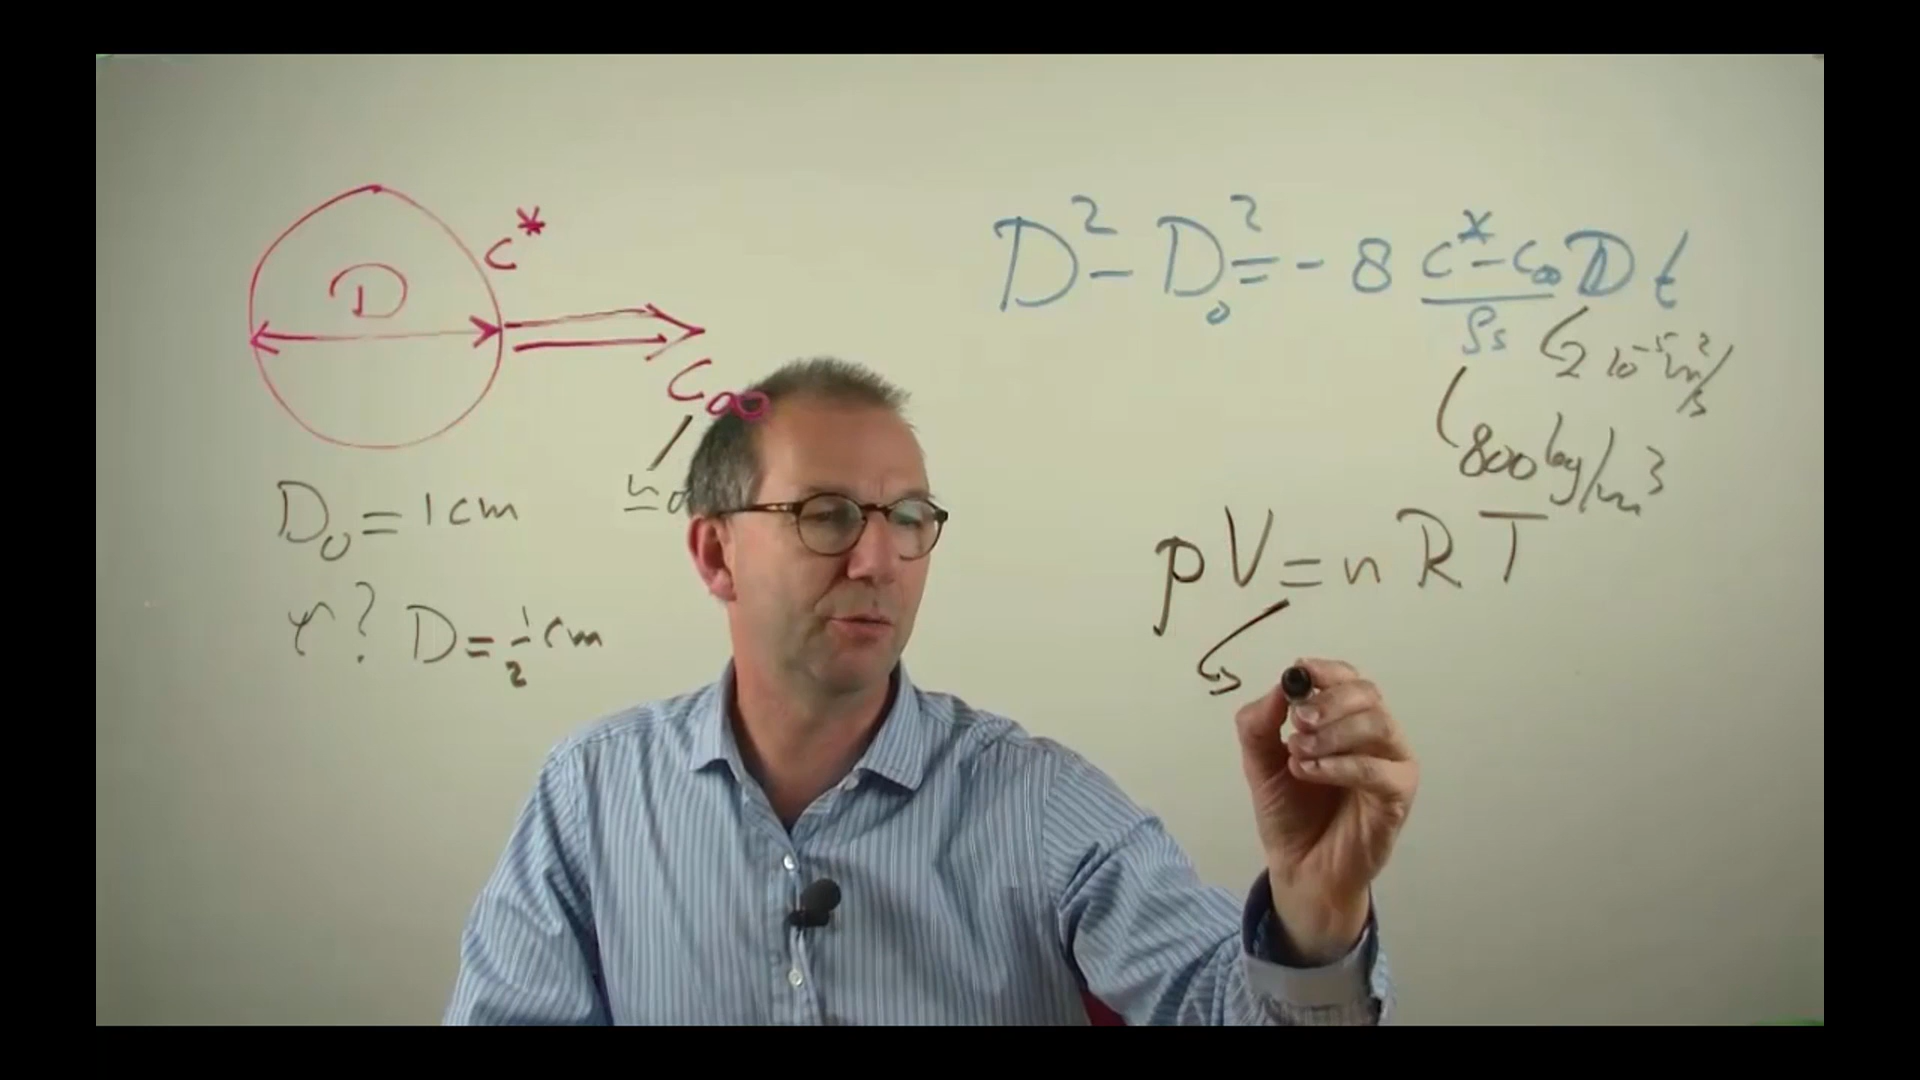 D
c*
c∞
D₀ = 1 cm
τ? D = 1/2 cm
D² - D₀² = - 8 (c* - c∞)/ρs 𝔻 t
2 10⁻⁵ m²/s
800 kg/m³
pV = nRT